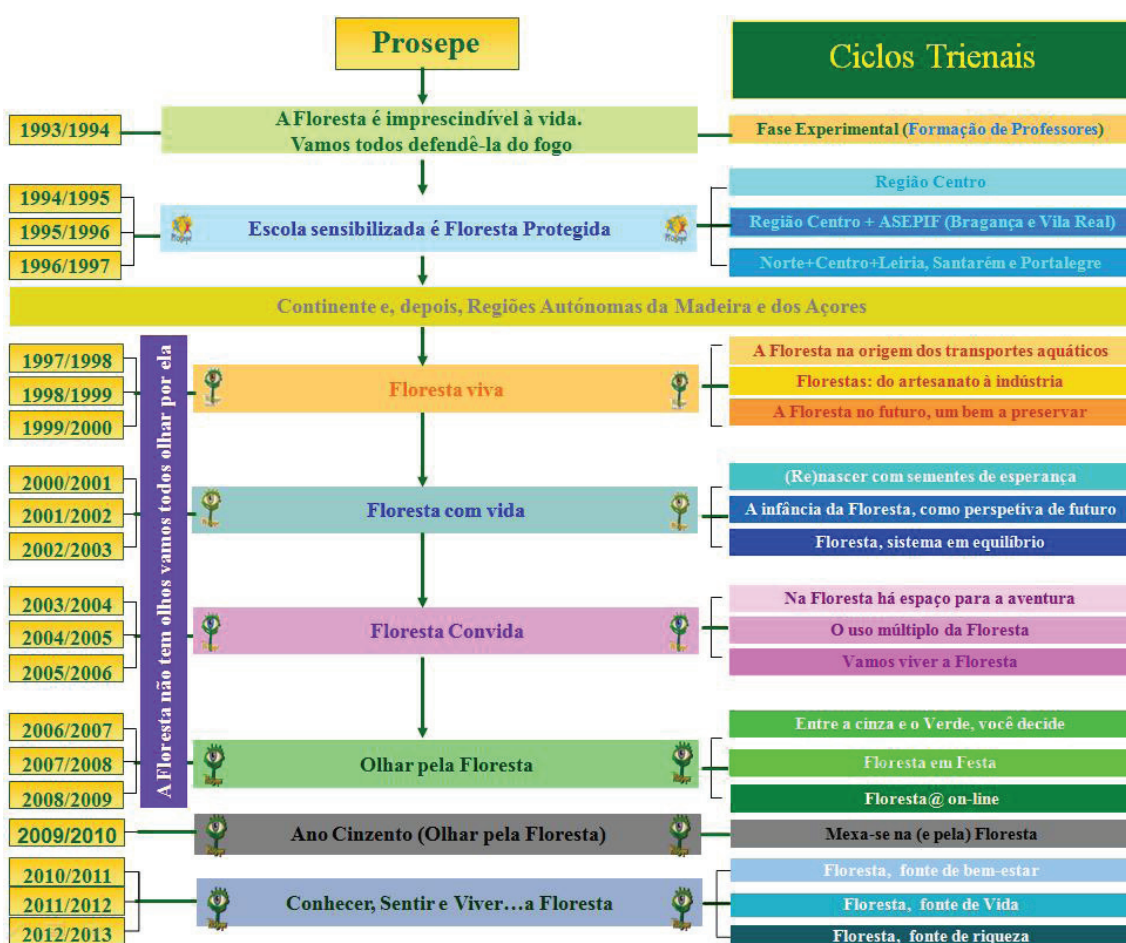 Prosepe
Ciclos Trienais
1993/1994
A Floresta é imprescindível à vida.
Vamos todos defendê-la do fogo
Fase Experimental (Formação de Professores)
1994/1995
1995/1996
1996/1997
Prosepe
Escola sensibilizada é Floresta Protegida
Prosepe
Região Centro
Região Centro + ASEPIF (Bragança e Vila Real)
Norte+Centro+Leiria, Santarém e Portalegre
Continente e, depois, Regiões Autónomas da Madeira e dos Açores
A Floresta não tem olhos vamos todos olhar por ela
1997/1998
1998/1999
1999/2000
Floresta viva
A Floresta na origem dos transportes aquáticos
Florestas: do artesanato à indústria
A Floresta no futuro, um bem a preservar
2000/2001
2001/2002
2002/2003
Floresta com vida
(Re)nascer com sementes de esperança
A infância da Floresta, como perspetiva de futuro
Floresta, sistema em equilíbrio
2003/2004
2004/2005
2005/2006
Floresta Convida
Na Floresta há espaço para a aventura
O uso múltiplo da Floresta
Vamos viver a Floresta
2006/2007
2007/2008
2008/2009
Olhar pela Floresta
Entre a cinza e o Verde, você decide
Floresta em Festa
Floresta@ on-line
2009/2010
Ano Cinzento (Olhar pela Floresta)
Mexa-se na (e pela) Floresta
2010/2011
2011/2012
2012/2013
Conhecer, Sentir e Viver…a Floresta
Floresta, fonte de bem-estar
Floresta, fonte de Vida
Floresta, fonte de riqueza